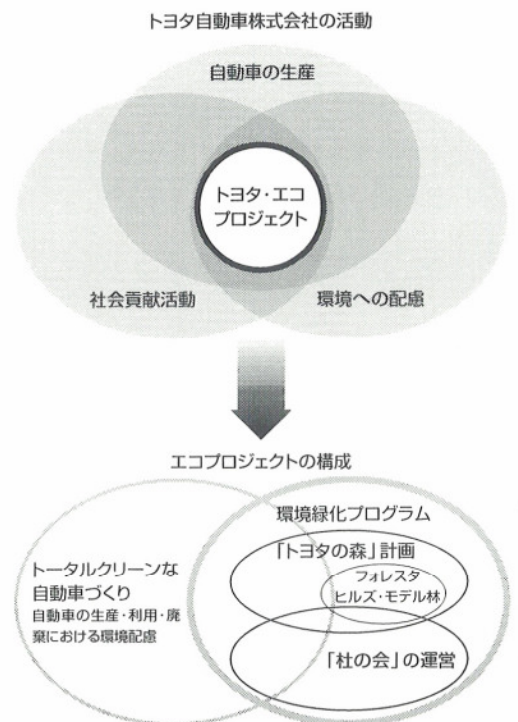 トヨタ自動車株式会社の活動
自動車の生産
トヨタ・エコ
プロジェクト
社会貢献活動
環境への配慮
エコプロジェクトの構成
環境緑化プログラム
「トヨタの森」計画
フォレスタ
ヒルズ・モデル林
トータルクリーンな
自動車づくり
自動車の生産・利用・廃
棄における環境配慮
「杜の会」の運営